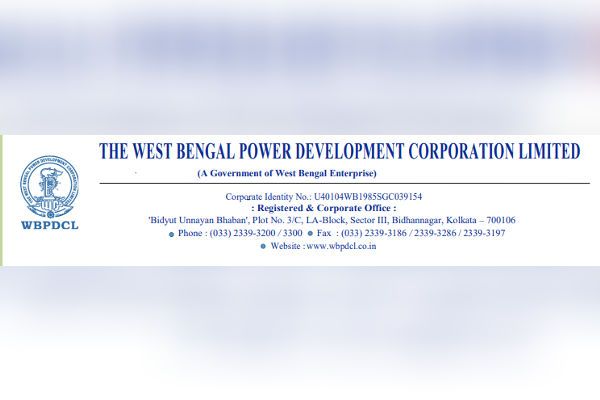 THE WEST BENGAL POWER DEVELOPMENT CORPORATION LIMITED
(A Government of West Bengal Enterprise)
Corporate Identity No.: U40104WB1985SGC039154
: Registered & Corporate Office :
'Bidyut Unnayan Bhaban', Plot No. 3/C, LA-Block, Sector III, Bidhannagar, Kolkata – 700106
Phone : (033) 2339-3200 / 3300 Fax : (033) 2339-3186 / 2339-3286 / 2339-3197
Website : www.wbpdcl.co.in
WBPDCL